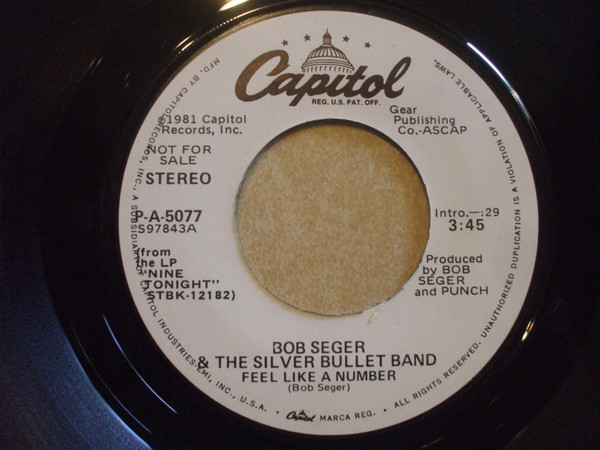 Capitol
REG. U.S. PAT. OFF.
℗1981 Capitol
Records, Inc.
NOT FOR
SALE
STEREO
P-A-5077
S97843A
(from
the LP
"NINE
TONIGHT"
STBK-12182)
Gear
Publishing
Co.-ASCAP
Intro.—:29
3:45
Produced
by BOB
SEGER
and PUNCH
BOB SEGER
& THE SILVER BULLET BAND
FEEL LIKE A NUMBER
(Bob Seger)
MFD. BY CAPITOL RECORDS, INC., A SUBSIDIARY OF CAPITOL INDUSTRIES-EMI, INC., U.S.A. • Capitol MARCA REG. • ALL RIGHTS RESERVED. UNAUTHORIZED DUPLICATION IS A VIOLATION OF APPLICABLE LAWS.